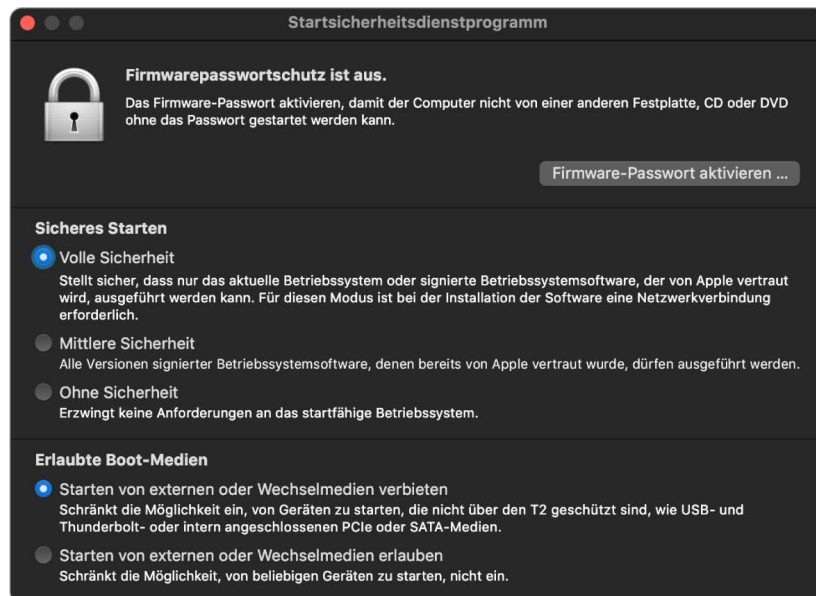 Startsicherheitsdienstprogramm
Firmwarepasswortschutz ist aus.
Das Firmware-Passwort aktivieren, damit der Computer nicht von einer anderen Festplatte, CD oder DVD
ohne das Passwort gestartet werden kann.
Firmware-Passwort aktivieren ...
Sicheres Starten
Volle Sicherheit
Stellt sicher, dass nur das aktuelle Betriebssystem oder signierte Betriebssystemsoftware, der von Apple vertraut
wird, ausgeführt werden kann. Für diesen Modus ist bei der Installation der Software eine Netzwerkverbindung
erforderlich.
Mittlere Sicherheit
Alle Versionen signierter Betriebssystemsoftware, denen bereits von Apple vertraut wurde, dürfen ausgeführt werden.
Ohne Sicherheit
Erzwingt keine Anforderungen an das startfähige Betriebssystem.
Erlaubte Boot-Medien
Starten von externen oder Wechselmedien verbieten
Schränkt die Möglichkeit ein, von Geräten zu starten, die nicht über den T2 geschützt sind, wie USB- und
Thunderbolt- oder intern angeschlossenen PCIe oder SATA-Medien.
Starten von externen oder Wechselmedien erlauben
Schränkt die Möglichkeit, von beliebigen Geräten zu starten, nicht ein.